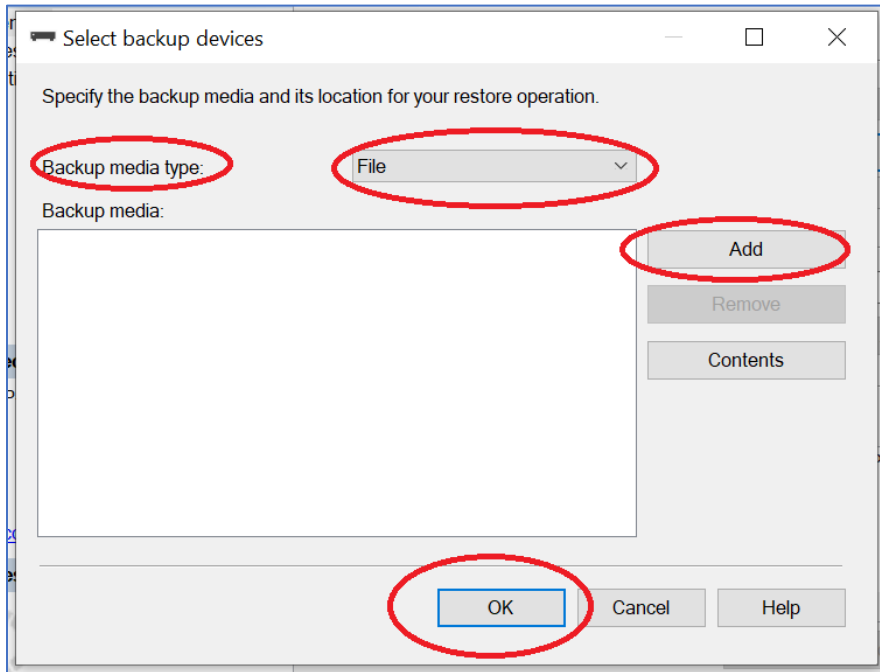 Select backup devices
Specify the backup media and its location for your restore operation.
Backup media type:
File
Backup media:
Add
Remove
Contents
OK
Cancel
Help